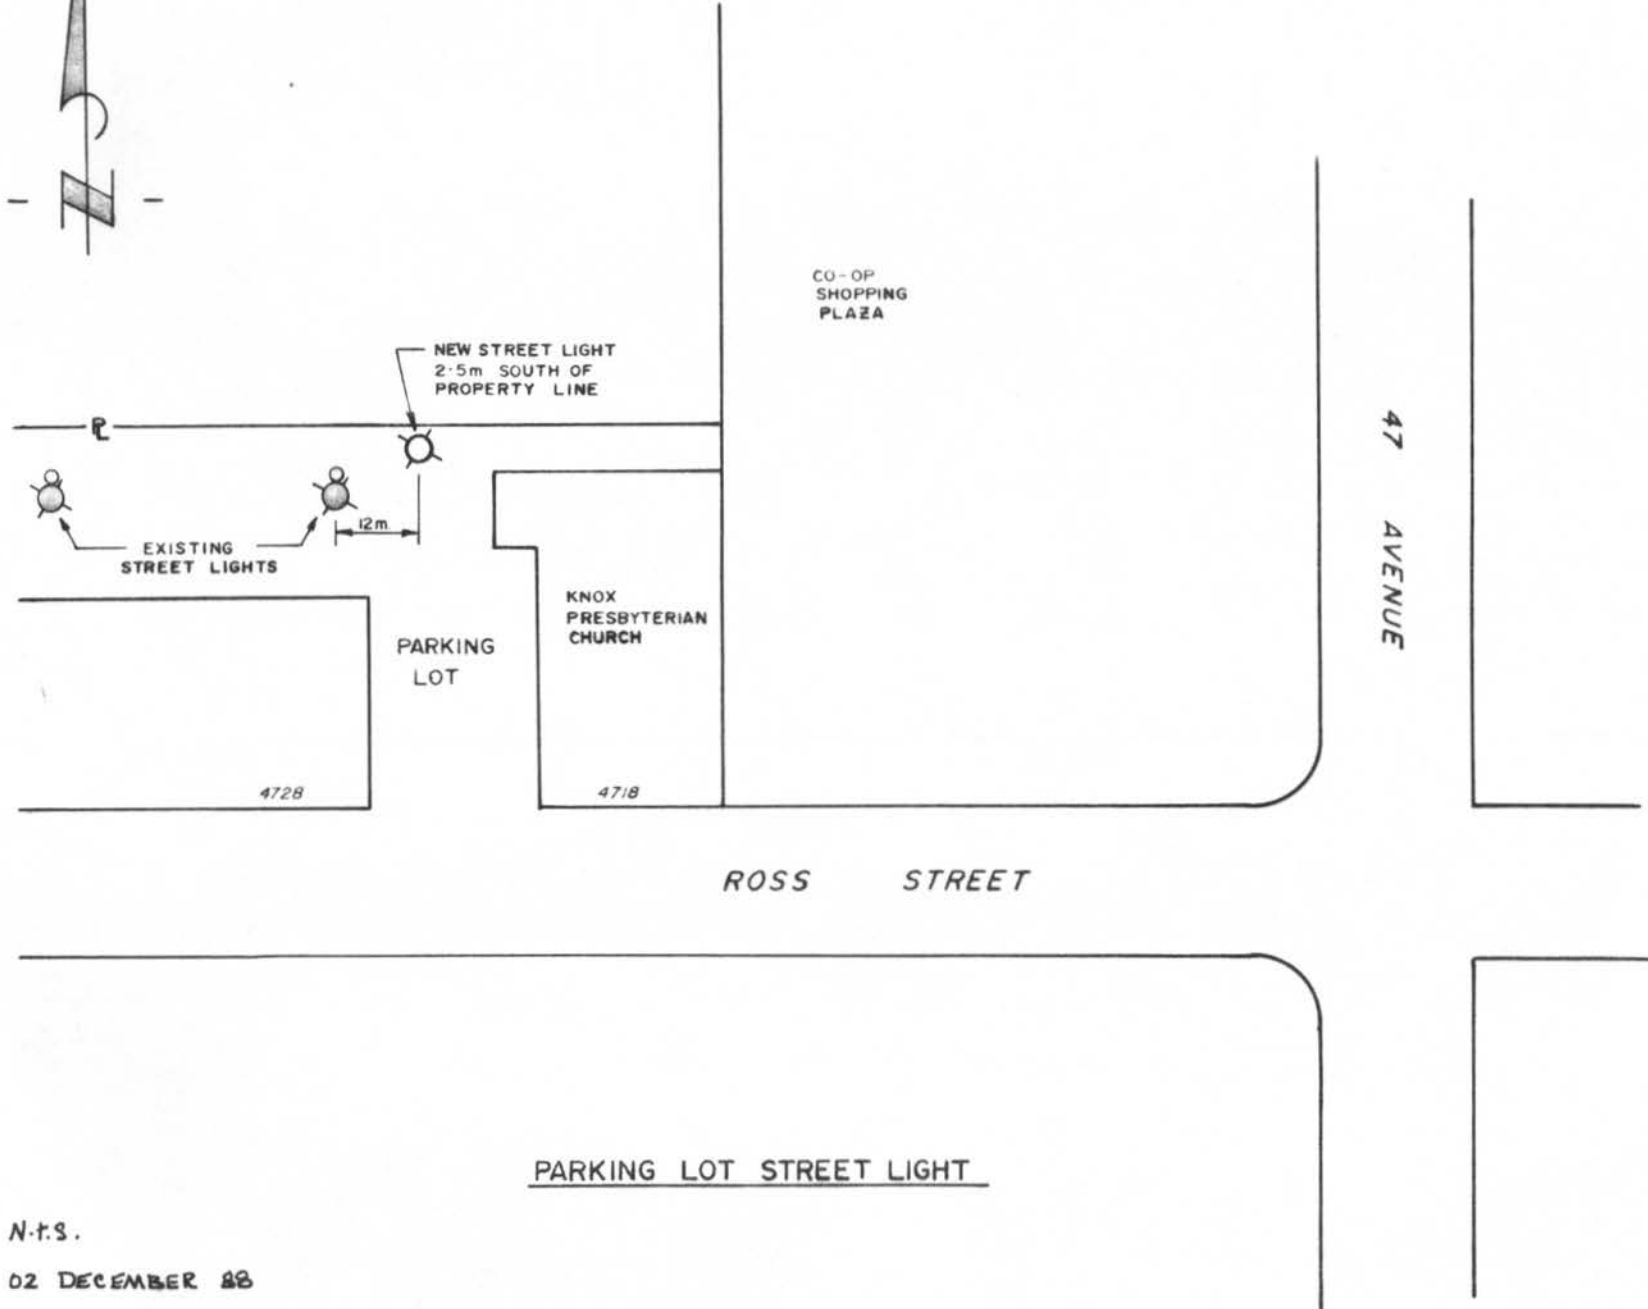 N
CO-OP
SHOPPING
PLAZA
NEW STREET LIGHT
2.5m SOUTH OF
PROPERTY LINE
PL
47 AVENUE
12m
EXISTING
STREET LIGHTS
KNOX
PRESBYTERIAN
CHURCH
PARKING
LOT
4728
4718
ROSS STREET
PARKING LOT STREET LIGHT
N.t.S.
02 DECEMBER 88